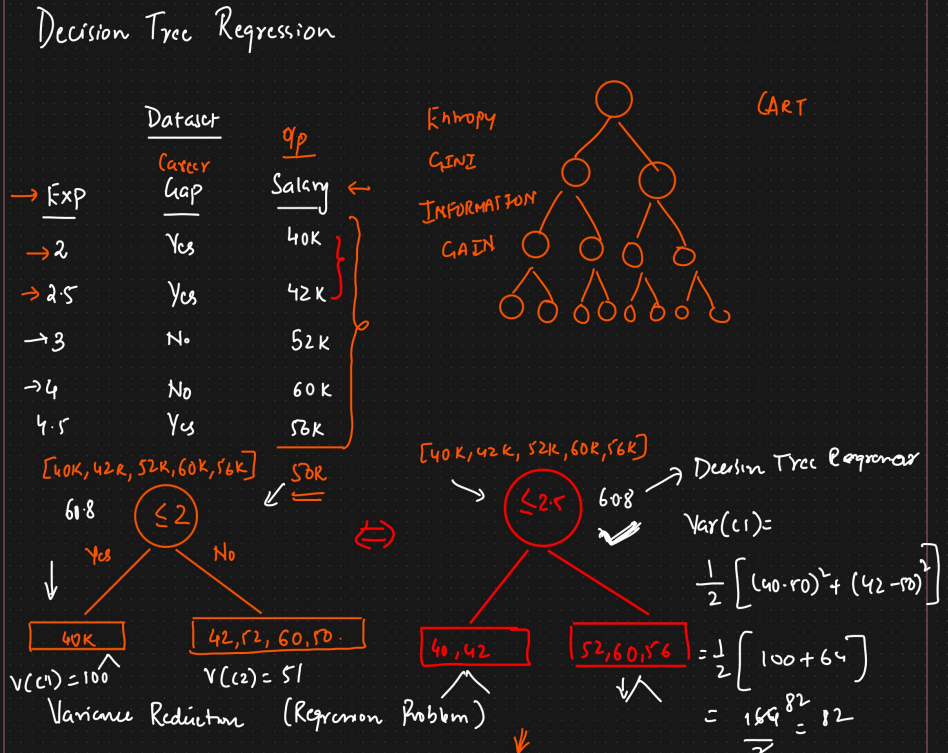 Decision Tree Regression
Dataset
Exp
Career
Gap
o/p
Salary
2 Yes 40K
2.5 Yes 42K
3 No 52K
4 No 60K
4.5 Yes 56K
50K
Entropy
GINI
INFORMATION
GAIN
CART
[40K, 42K, 52K, 60K, 56K]
60.8
≤2
Yes
No
40K
42, 52, 60, 50.
V(C1) = 100
V(C2) = 51
Variance Reduction (Regression Problem)
[40K, 42K, 52K, 60K, 56K]
≤2.5
608
40, 42
52, 60, 56
Decision Tree Regressor
Var(C1) =
1/2 [(40-50)² + (42-50)²]
= 1/2 [100+64]
= 164/2 82 = 82